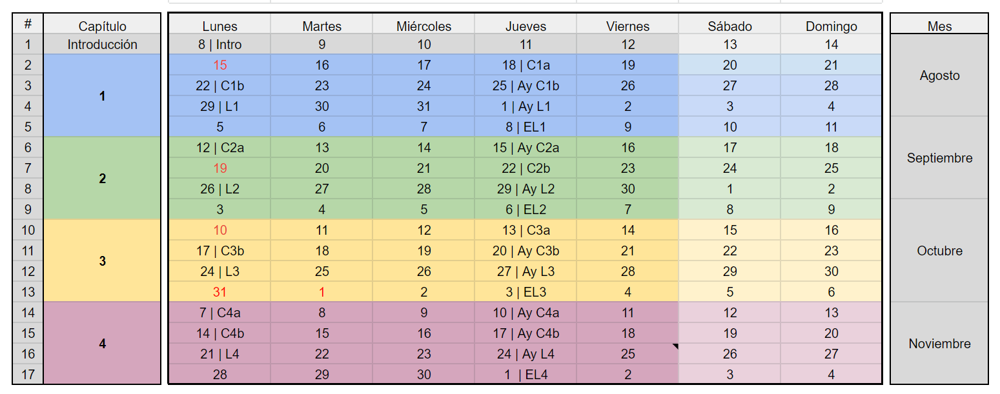 # Capítulo Lunes Martes Miércoles Jueves Viernes Sábado Domingo Mes
1 Introducción 8 | Intro 9 10 11 12 13 14 Agosto
2 1 15 16 17 18 | C1a 19 20 21
3 22 | C1b 23 24 25 | Ay C1b 26 27 28
4 29 | L1 30 31 1 | Ay L1 2 3 4
5 5 6 7 8 | EL1 9 10 11 Septiembre
6 2 12 | C2a 13 14 15 | Ay C2a 16 17 18
7 19 20 21 22 | C2b 23 24 25
8 26 | L2 27 28 29 | Ay L2 30 1 2
9 3 4 5 6 | EL2 7 8 9 Octubre
10 3 10 11 12 13 | C3a 14 15 16
11 17 | C3b 18 19 20 | Ay C3b 21 22 23
12 24 | L3 25 26 27 | Ay L3 28 29 30
13 31 1 2 3 | EL3 4 5 6
14 4 7 | C4a 8 9 10 | Ay C4a 11 12 13 Noviembre
15 14 | C4b 15 16 17 | Ay C4b 18 19 20
16 21 | L4 22 23 24 | Ay L4 25 26 27
17 28 29 30 1 | EL4 2 3 4